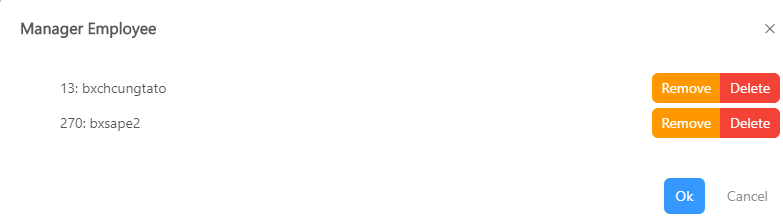 Manager Employee
13: bxchcungtato Remove Delete
270: bxsape2 Remove Delete
Ok Cancel